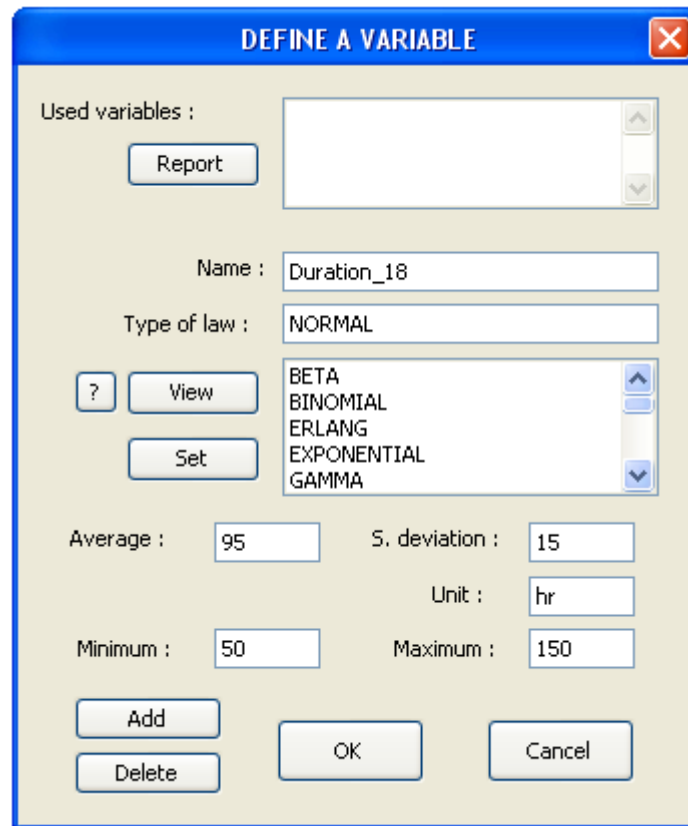 DEFINE A VARIABLE
Used variables :
Report
Name : Duration_18
Type of law : NORMAL
? View
Set
BETA
BINOMIAL
ERLANG
EXPONENTIAL
GAMMA
Average : 95 S. deviation : 15
Unit : hr
Minimum : 50 Maximum : 150
Add
Delete
OK
Cancel